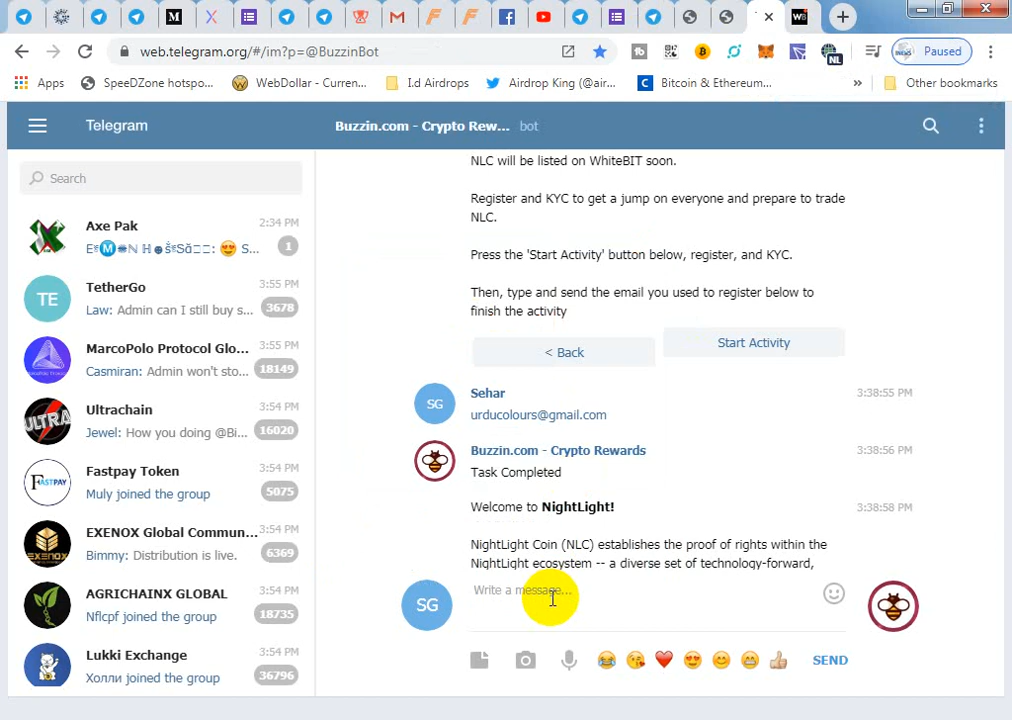 web.telegram.org/#/im?p=@BuzzinBot
NL
Paused
Apps
SpeeDZone hotspo...
WebDollar - Curren...
I.d Airdrops
Airdrop King (@air...
Bitcoin & Ethereum...
»
Other bookmarks
Telegram
Buzzin.com - Crypto Rew... bot
Search
Axe Pak
2:34 PM
1
TE
TetherGo
3:55 PM
Law: Admin can I still buy s...
3678
MarcoPolo Protocol Glo...
3:55 PM
Casmiran: Admin won't sto...
18149
ULTRA
Ultrachain
3:54 PM
Jewel: How you doing @Bi...
16020
FASTPAY
Fastpay Token
3:54 PM
Muly joined the group
5075
EXENOX Global Commun...
3:54 PM
Bimmy: Distribution is live.
6369
AGRICHAINX GLOBAL
3:54 PM
Nflcpf joined the group
18735
Lukki Exchange
3:54 PM
Холли joined the group
36796
NLC will be listed on WhiteBIT soon.
Register and KYC to get a jump on everyone and prepare to trade
NLC.
Press the 'Start Activity' button below, register, and KYC.
Then, type and send the email you used to register below to
finish the activity
< Back
Start Activity
SG
Sehar
3:38:55 PM
urducolours@gmail.com
Buzzin.com - Crypto Rewards
3:38:56 PM
Task Completed
Welcome to NightLight!
3:38:58 PM
NightLight Coin (NLC) establishes the proof of rights within the
NightLight ecosystem -- a diverse set of technology-forward,
SG
Write a message...
SEND